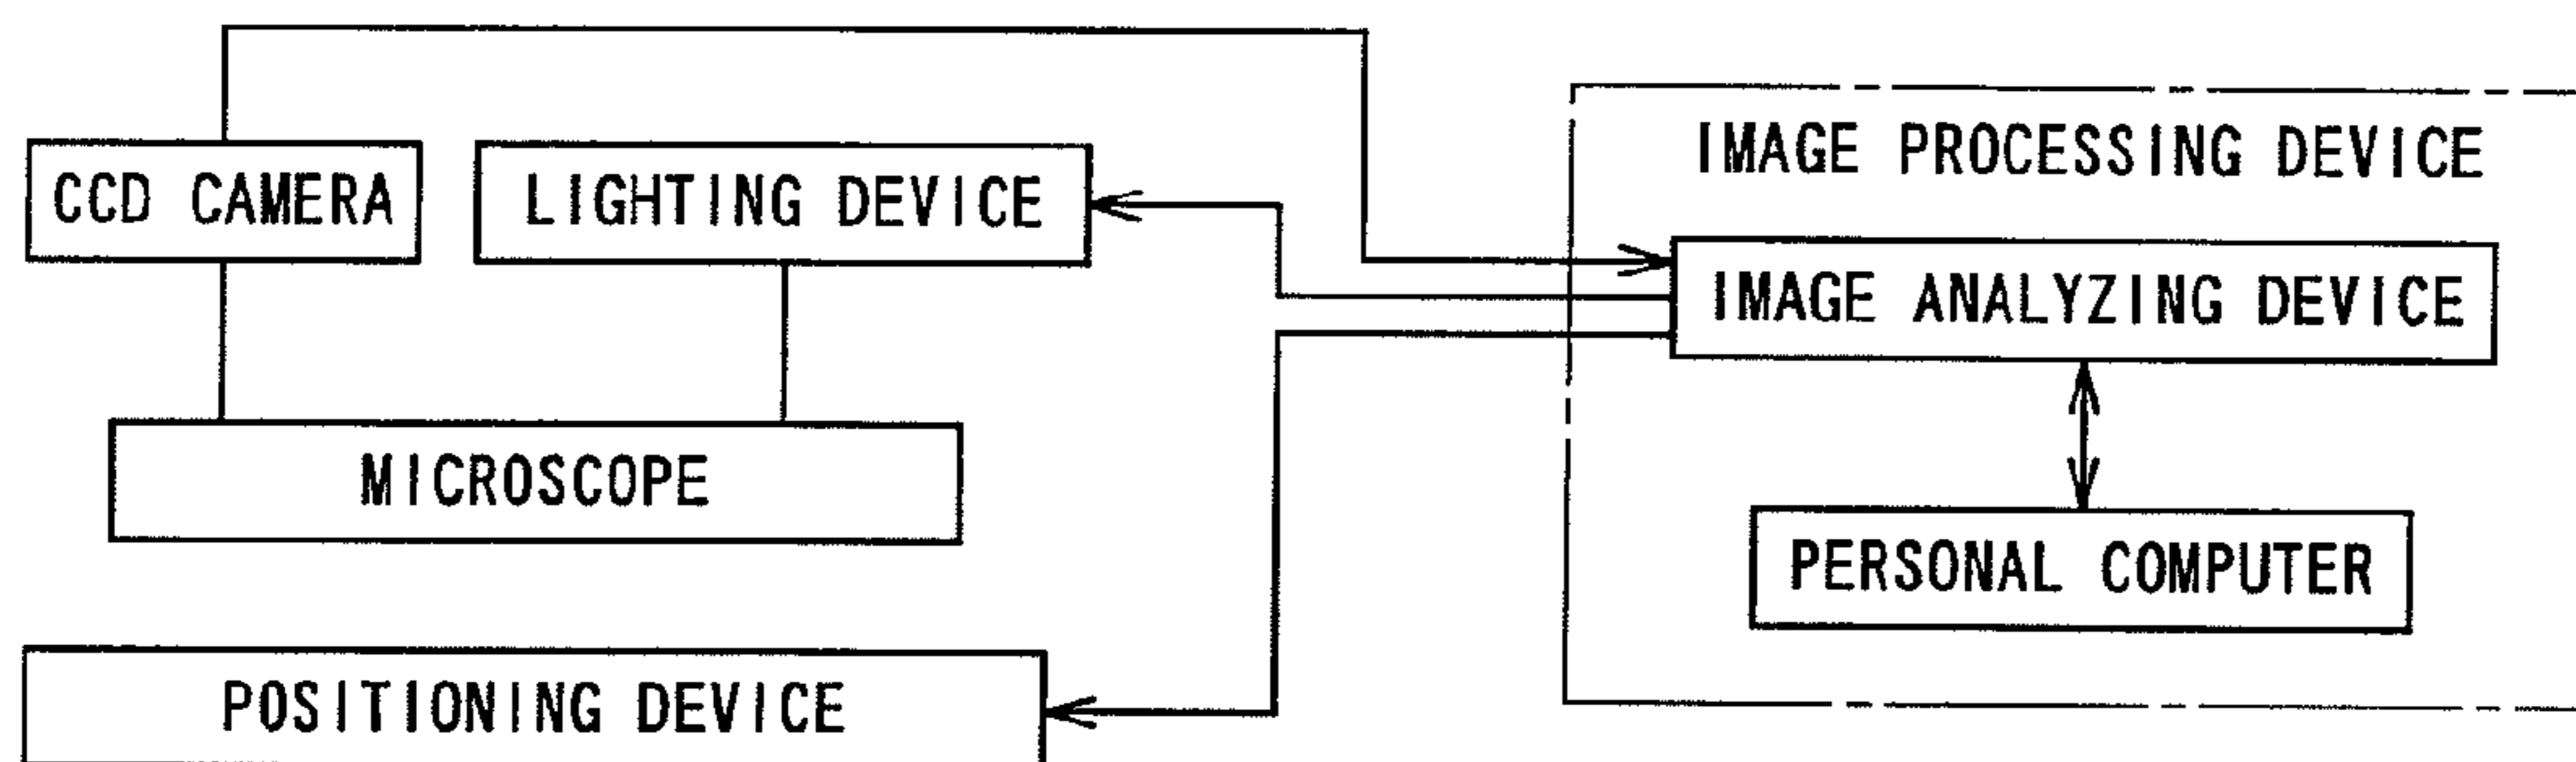 IMAGE PROCESSING DEVICE
CCD CAMERA
LIGHTING DEVICE
IMAGE ANALYZING DEVICE
MICROSCOPE
PERSONAL COMPUTER
POSITIONING DEVICE